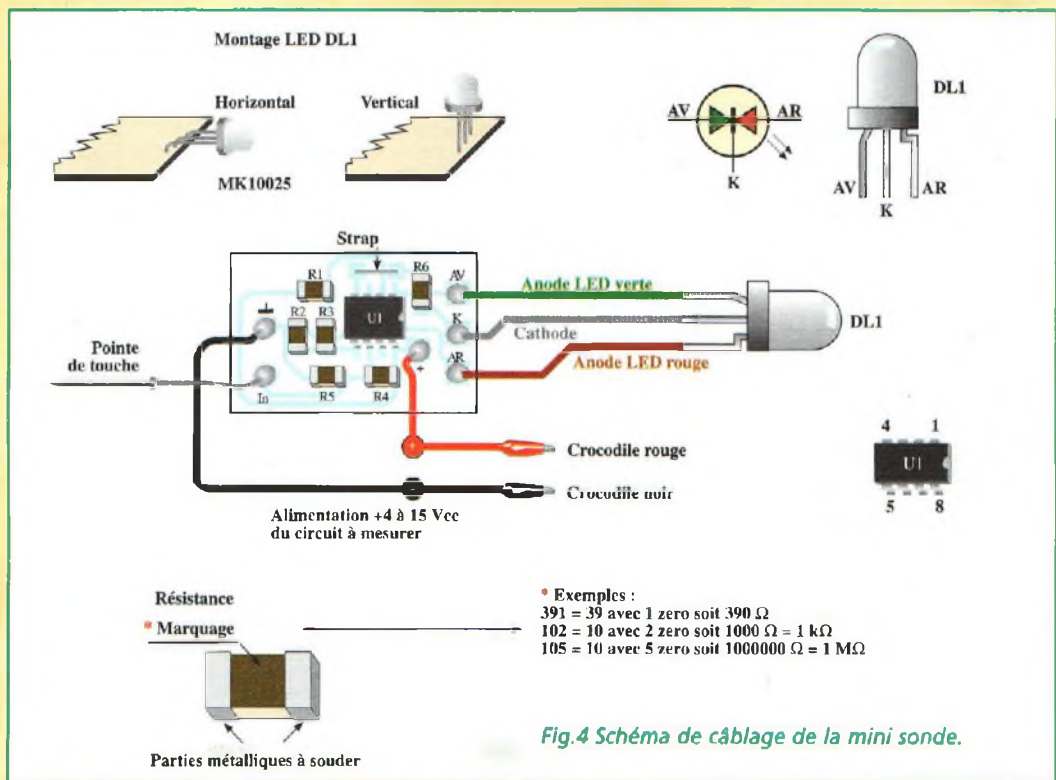 Montage LED DL1
Horizontal
Vertical
MK10025
AV
AR
K
DL1
AV
AR
K
Strap
R1
R6
AV
R2
R3
U1
K
+
AR
In
R5
R4
Anode LED verte
Cathode
Anode LED rouge
DL1
Pointe
de touche
Crocodile rouge
Crocodile noir
Alimentation +4 à 15 Vcc
du circuit à mesurer
4
1
U1
5
8
Résistance
* Marquage
Parties métalliques à souder
* Exemples :
391 = 39 avec 1 zero soit 390 Ω
102 = 10 avec 2 zero soit 1000 Ω = 1 kΩ
105 = 10 avec 5 zero soit 1000000 Ω = 1 MΩ
Fig.4 Schéma de câblage de la mini sonde.